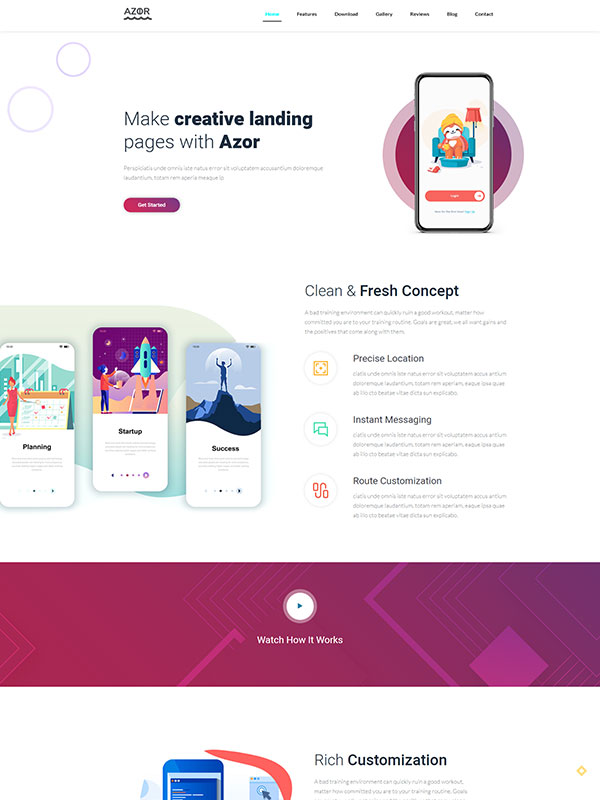 AZOR
Home Features Download Gallery Reviews Blog Contact
Make creative landing
pages with Azor
Perspiciatis unde omnis iste natus error sit voluptatem accusantium doloremque
laudantium, totam rem aperia meaque ip
Get Started
Login
Sign Up
Clean & Fresh Concept
A bad training environment can quickly ruin a good workout, matter how
committed you are to your training routine. Goals are great, we all want gains and
the positives that come along with them.
Precise Location
ciatis unde omnis iste natus error sit voluptatem accus antium
doloremque laudantium, totam rem aperiam, eaque ipsa quae
ab illo cto beatae vitae dicta sun explicabo.
Instant Messaging
ciatis unde omnis iste natus error sit voluptatem accus antium
doloremque laudantium, totam rem aperiam, eaque ipsa quae
ab illo cto beatae vitae dicta sun explicabo.
Route Customization
ciatis unde omnis iste natus error sit voluptatem accus antium
doloremque laudantium, totam rem aperiam, eaque ipsa quae
ab illo cto beatae vitae dicta sun explicabo.
Planning
Startup
Success
Watch How It Works
Rich Customization
A bad training environment can quickly ruin a good workout,
matter how committed you are to your training routine. Goals